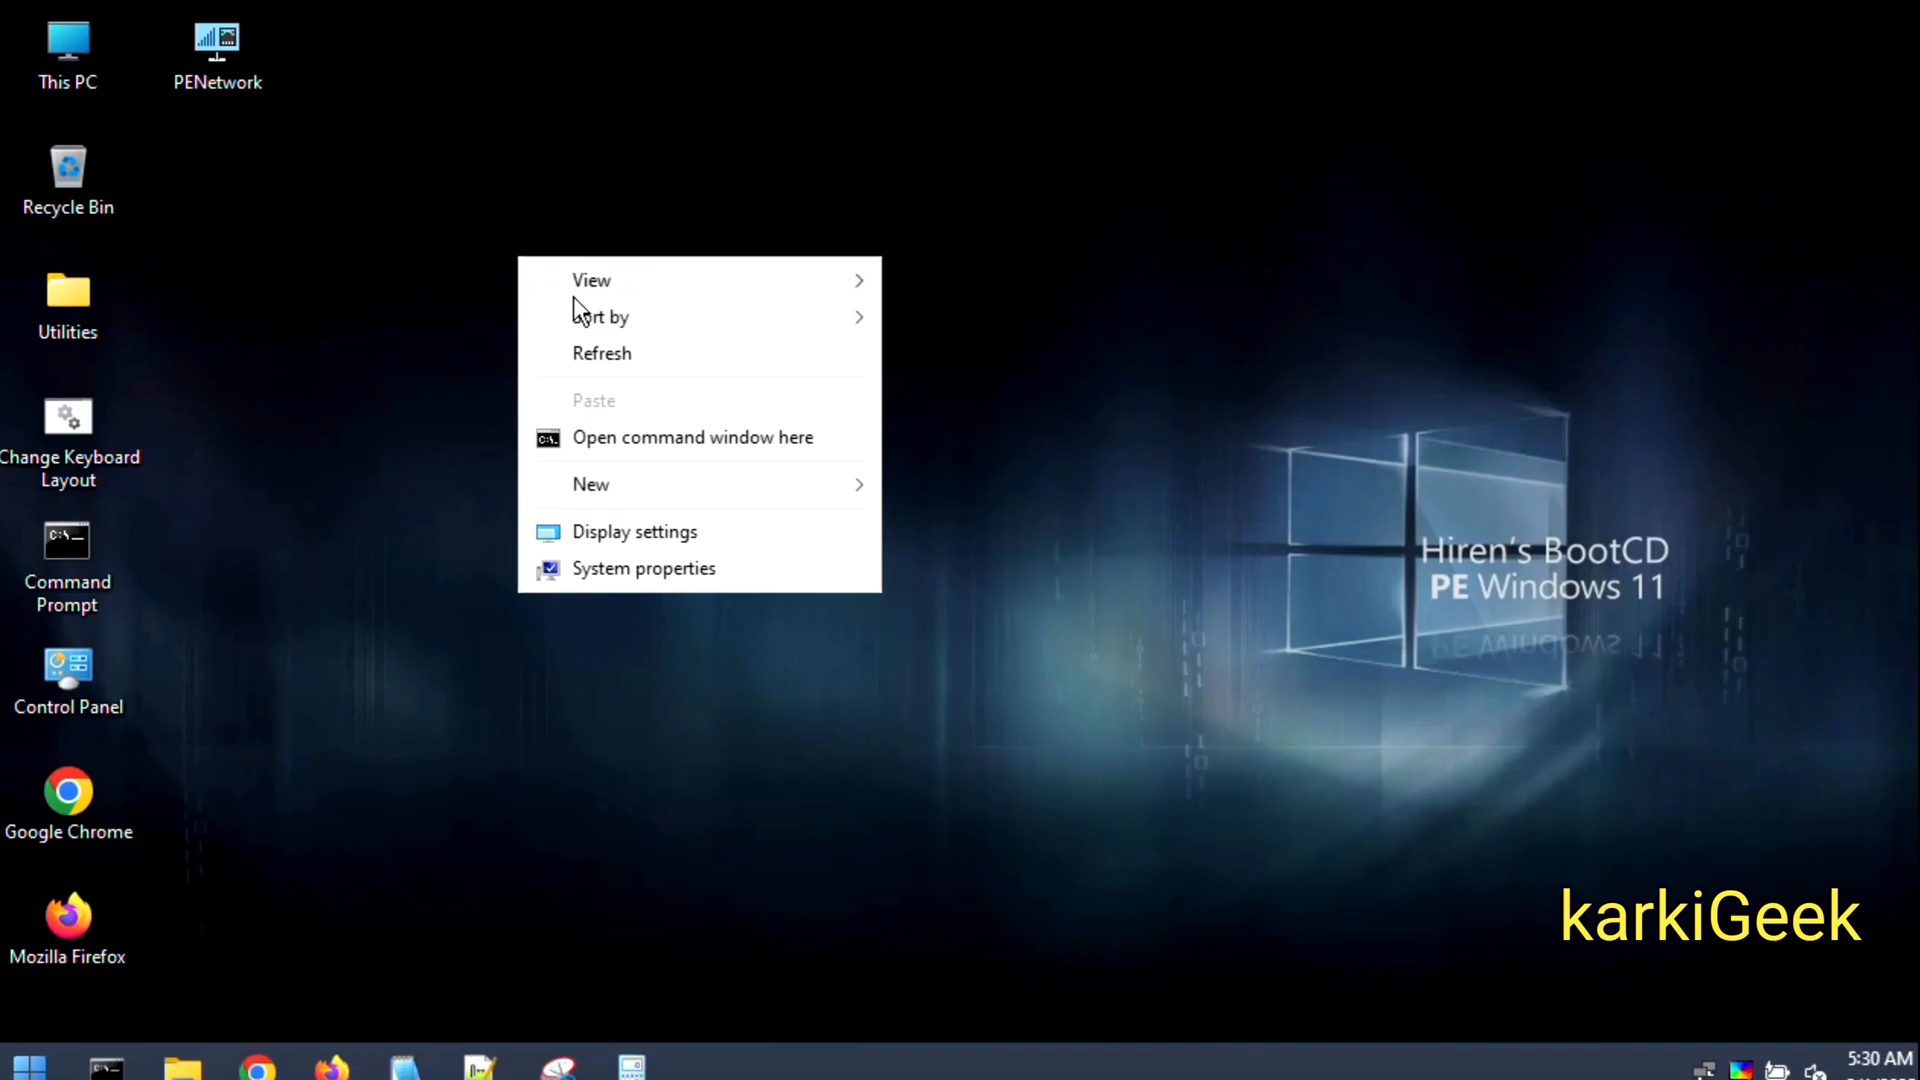 This PC
PENetwork
Recycle Bin
Utilities
Change Keyboard
Layout
Command
Prompt
Control Panel
Google Chrome
Mozilla Firefox
View
Sort by
Refresh
Paste
Open command window here
New
Display settings
System properties
Hiren's BootCD
PE Windows 11
karkiGeek
5:30 AM